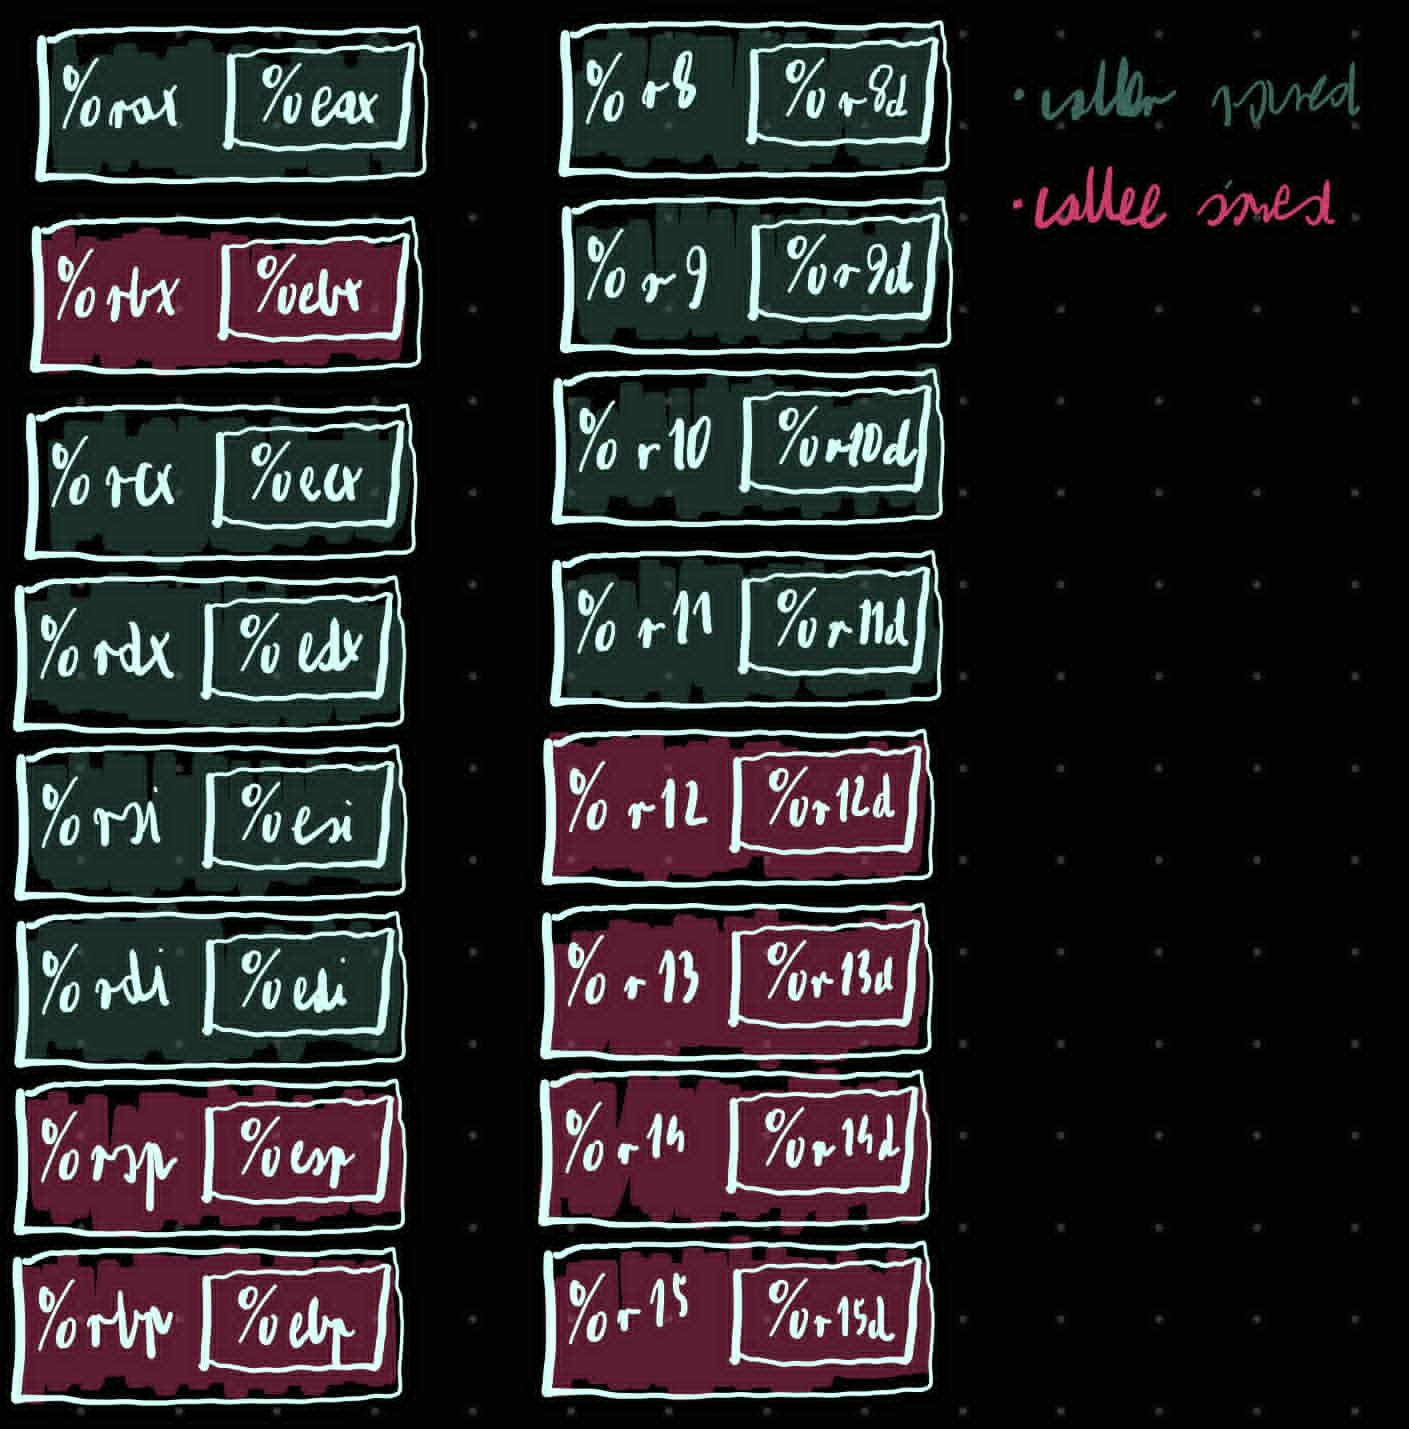 %rax %eax
%rbx %ebx
%rcx %ecx
%rdx %edx
%rsi %esi
%rdi %edi
%rsp %esp
%rbp %ebp
%r8 %r8d
%r9 %r9d
%r10 %r10d
%r11 %r11d
%r12 %r12d
%r13 %r13d
%r14 %r14d
%r15 %r15d
· caller
· callee saved